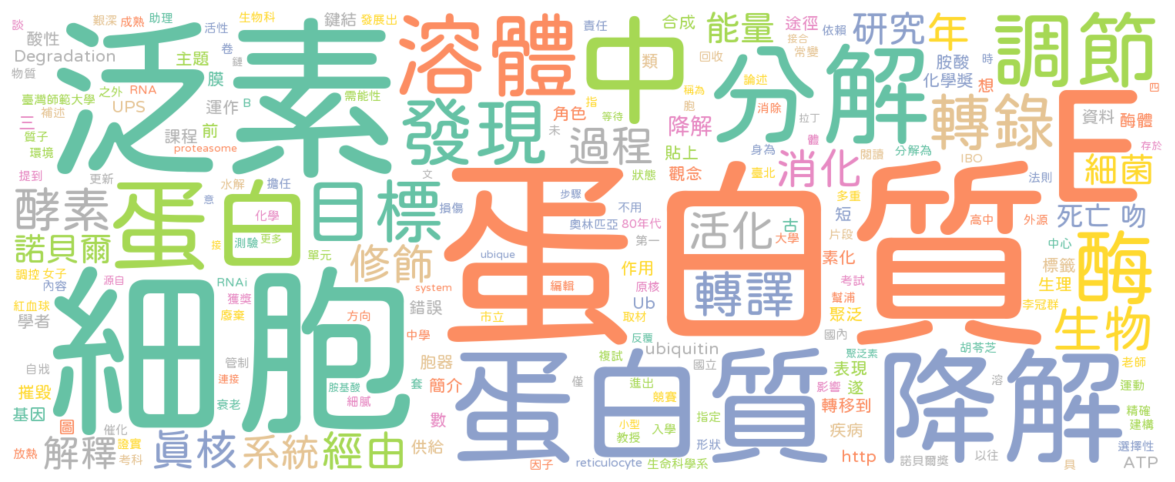 談
艱深
成熟
助理
生物科
發展出
鍵結
酸性
Degradation
物質
泛素
活性
卷
鏈
主題
膜
RNA
之外
臺灣師範大學
補述
UPS
運作
B
需能性
三
質子
環境
課程
前
proteasome
溶體
中
發現
過程
責任
合成
能量
途徑
依賴
接合
常變
回收
類
論述
稱為
胞
指
角色
消除
拉丁
降解
等待
未
體
貼上
觀念
狀態
身為
分解為
閱讀
IBO
研究
年
胺酸
化學獎
時
想
分解
轉錄
調節
E
四
資料
酶體
存於
細菌
法則
提到
更新
酵素
水解
擔任
意
文
蛋白
目標
化學
接
測驗
更多
損傷
單元
諾貝爾
調控
女子
內容
源自
RNAi
獲獎
紅血球
廢棄
學者
細胞
修飾
ubique
system
錯誤
方向
中學
蛋白質
步驟
不用
奧林匹亞
80年代
第一
編輯
作用
原核
Ub
取材
市立
反覆
國內
臺北
消化
活化
轉譯
古
大學
多重
短
片段
素化
考試
幫浦
聚泛
高中
外源
死亡
吻
中心
標籤
生理
李冠群
酶
生物
胡苓芝
老師
運動
精確
建構
選擇性
ATP
自戕
管制
胞器
摧毀
連接
胺基酸
套
細膩
衰老
簡介
基因
圖
催化
證實
考科
數
放熱
解釋
真核
系統
經由
供給
因子
reticulocyte
蛋白質
降解
複試
僅
進出
競賽
小型
教授
入學
指定
形狀
生命科學系
ubiquitin
國立
聚泛素
表現
影響
遂
溶
轉移到
疾病
http
諾貝爾獎
以往
具